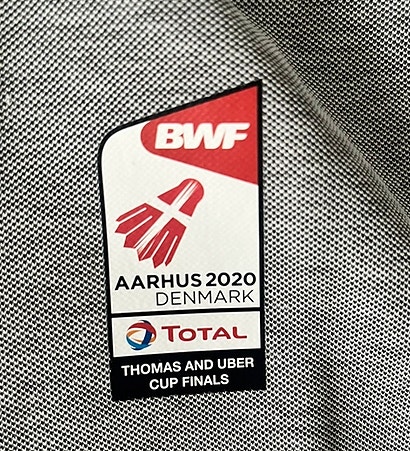 BWF
AARHUS 2020
DENMARK
TOTAL
THOMAS AND UBER
CUP FINALS